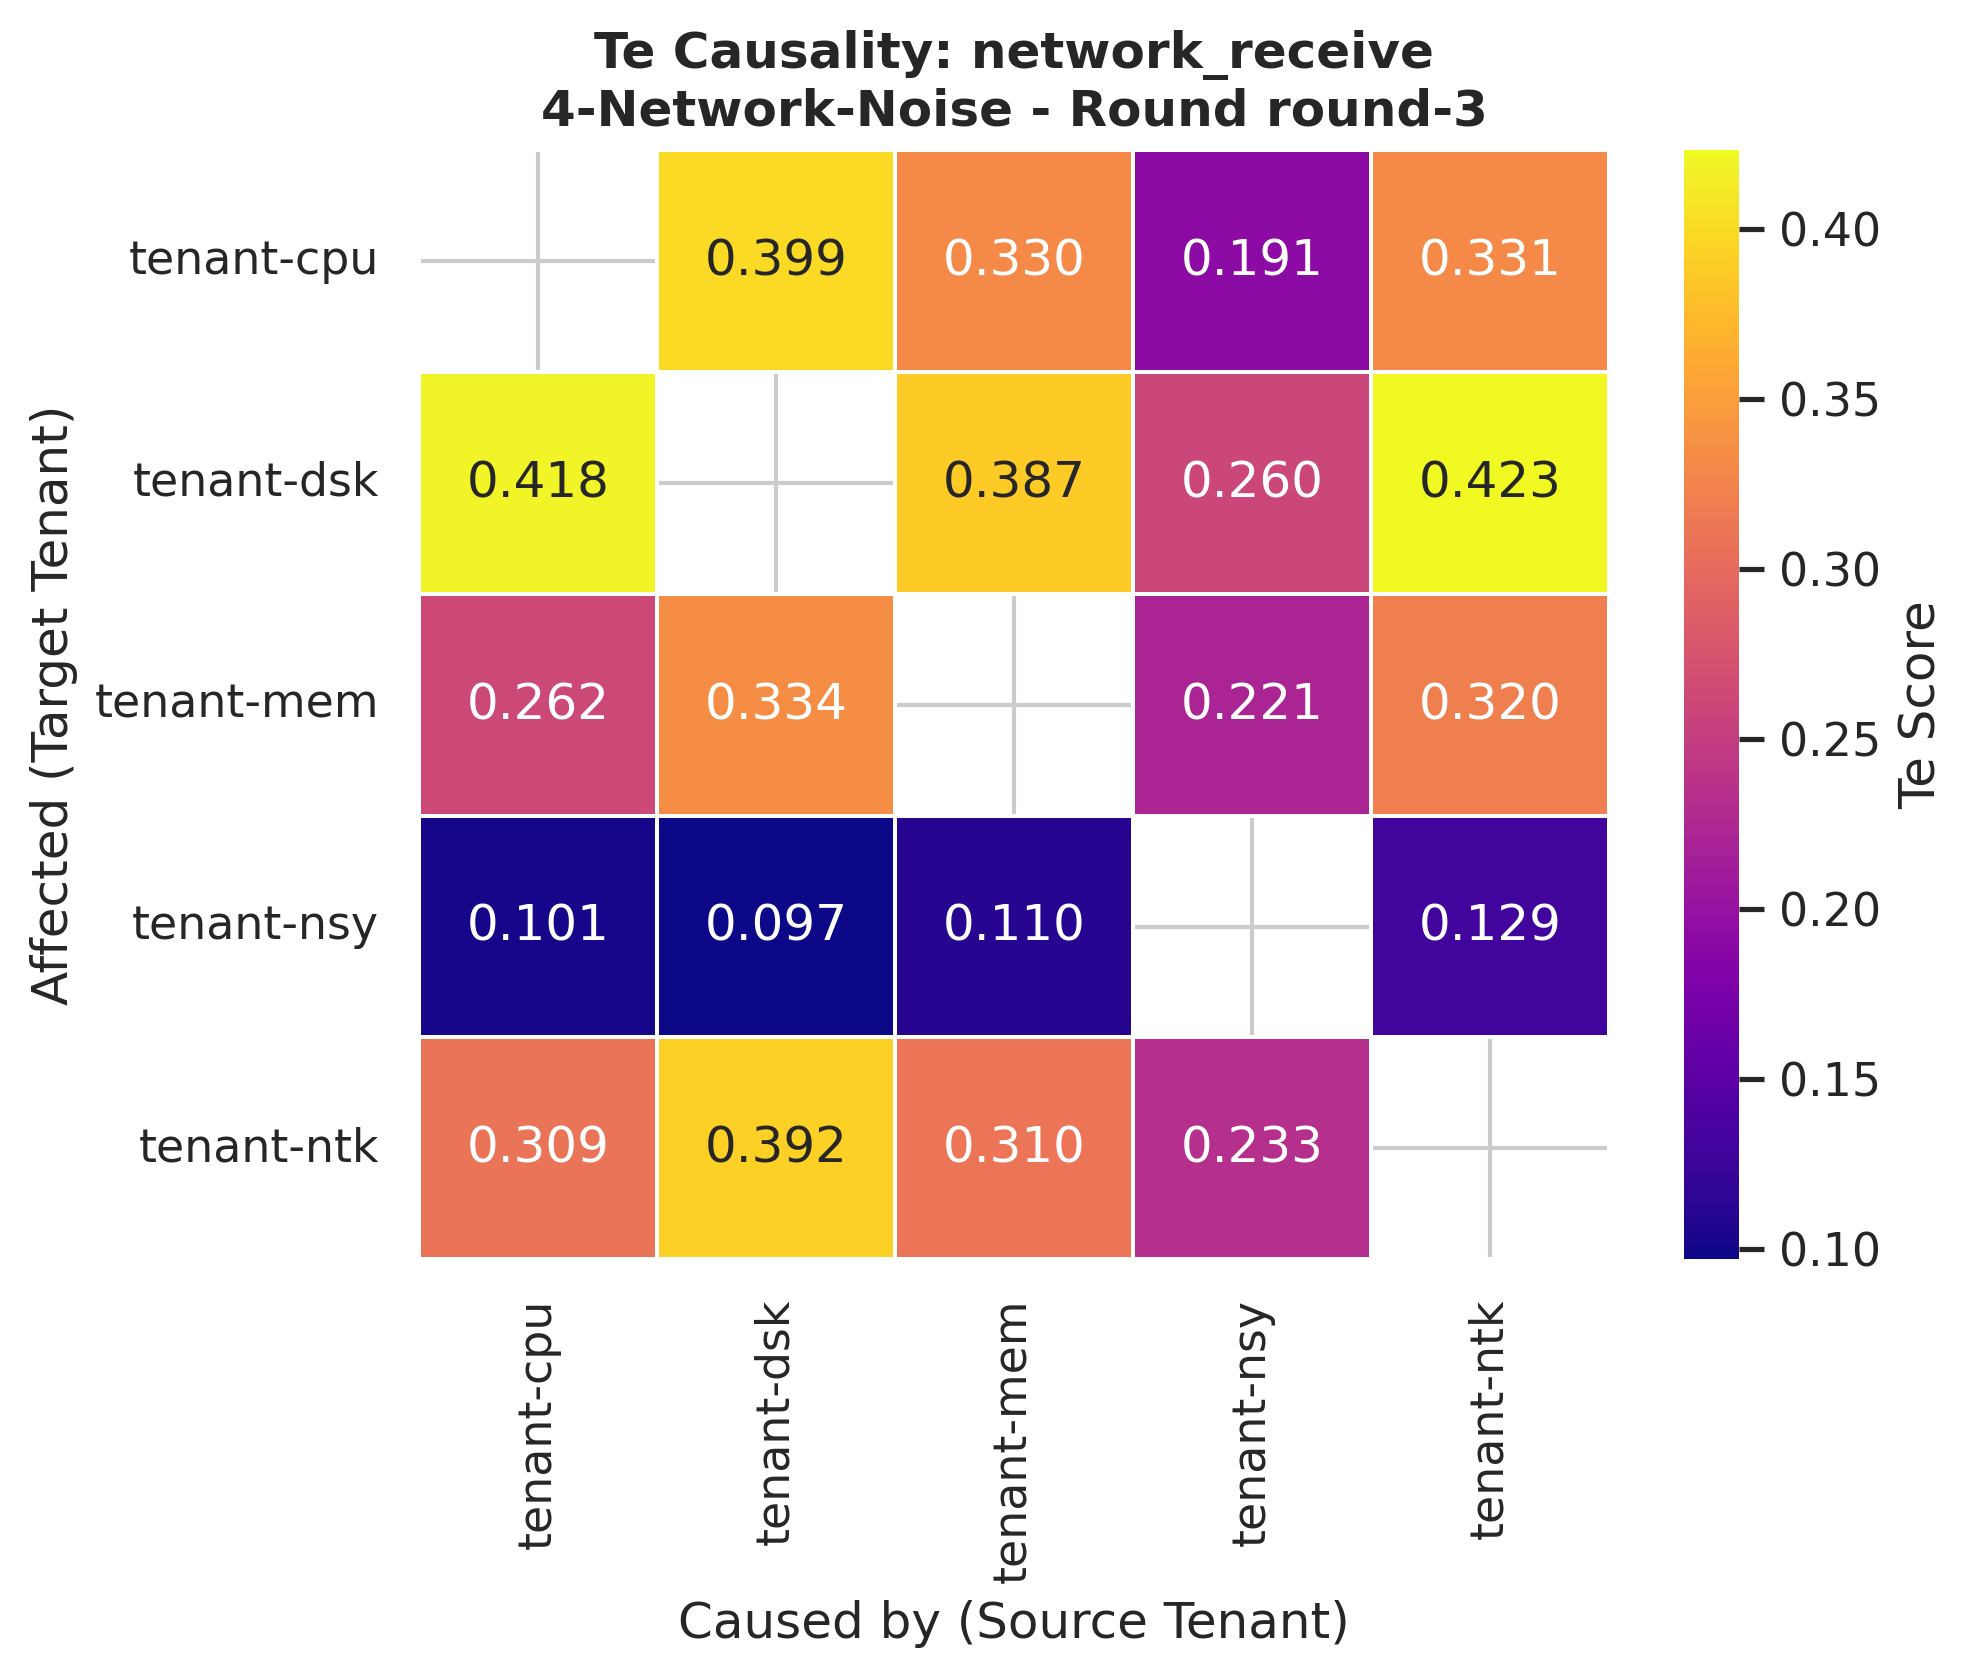 Te Causality: network_receive
4-Network-Noise - Round round-3
Affected (Target Tenant)
tenant-cpu 0.399 0.330 0.191 0.331
tenant-dsk 0.418 0.387 0.260 0.423
tenant-mem 0.262 0.334 0.221 0.320
tenant-nsy 0.101 0.097 0.110 0.129
tenant-ntk 0.309 0.392 0.310 0.233
tenant-cpu tenant-dsk tenant-mem tenant-nsy tenant-ntk
Caused by (Source Tenant)
0.40
0.35
0.30
0.25
0.20
0.15
0.10
Te Score